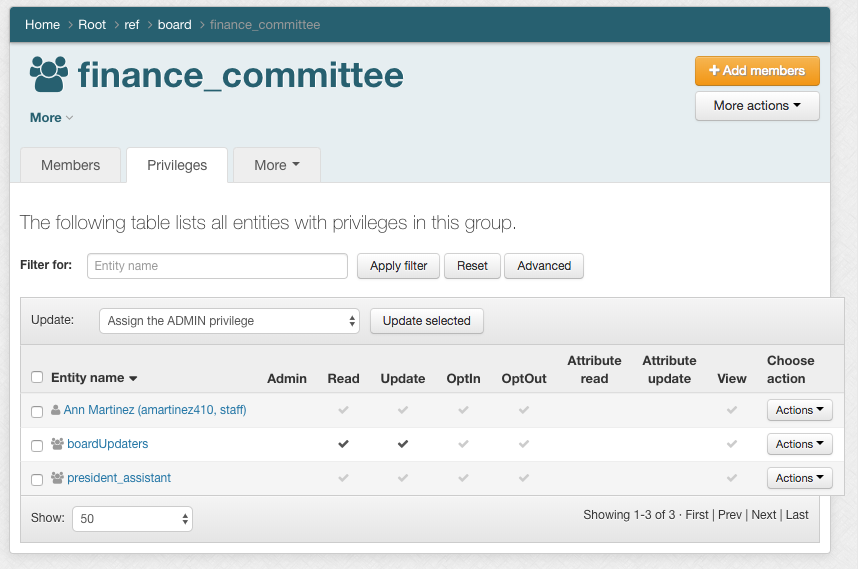 Home > Root > ref > board > finance_committee
finance_committee
+ Add members
More actions
More
Members Privileges More
The following table lists all entities with privileges in this group.
Filter for: Entity name Apply filter Reset Advanced
Update: Assign the ADMIN privilege Update selected
Entity name Admin Read Update OptIn OptOut Attribute read Attribute update View Choose action
Ann Martinez (amartinez410, staff) Actions
boardUpdaters Actions
president_assistant Actions
Show: 50 Showing 1-3 of 3 · First | Prev | Next | Last